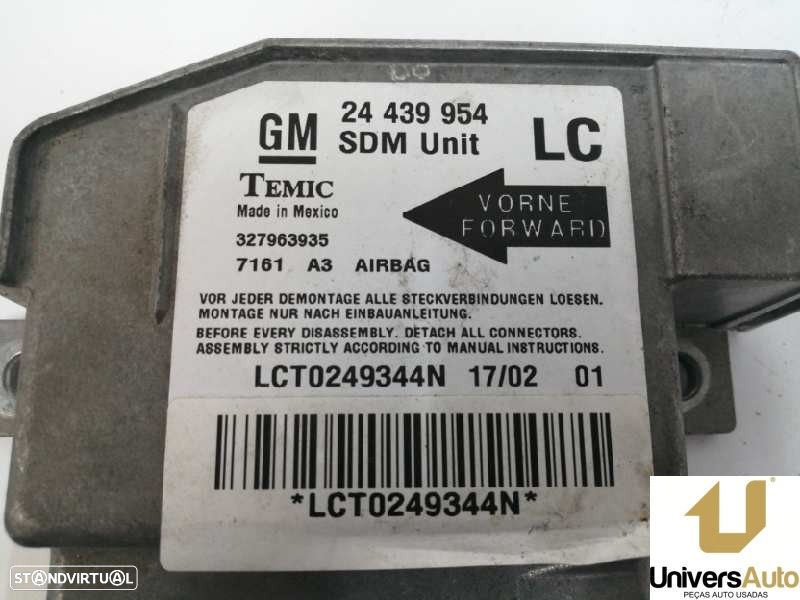 GM
24 439 954
SDM Unit
LC
TEMIC
Made in Mexico
VORNE
FORWARD
327963935
7161 A3 AIRBAG
VOR JEDER DEMONTAGE ALLE STECKVERBINDUNGEN LOESEN.
MONTAGE NUR NACH EINBAUANLEITUNG.
BEFORE EVERY DISASSEMBLY. DETACH ALL CONNECTORS.
ASSEMBLY STRICTLY ACCORDING TO MANUAL INSTRUCTIONS.
LCT0249344N 17/02 01
*LCT0249344N*
STANDVIRTUAL
UniversAuto
PEÇAS AUTO USADAS